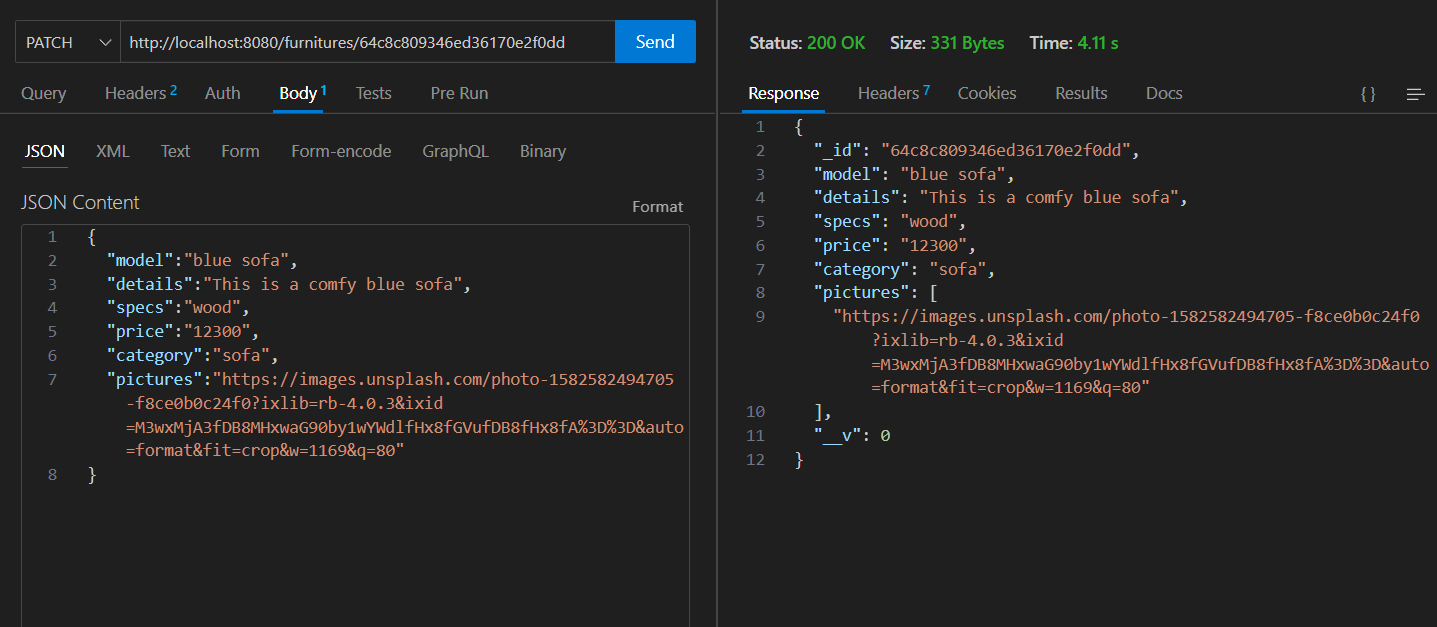 PATCH
http://localhost:8080/furnitures/64c8c809346ed36170e2f0dd
Send
Query
Headers 2
Auth
Body 1
Tests
Pre Run
JSON
XML
Text
Form
Form-encode
GraphQL
Binary
JSON Content
Format
1 {
2 "model":"blue sofa",
3 "details":"This is a comfy blue sofa",
4 "specs":"wood",
5 "price":"12300",
6 "category":"sofa",
7 "pictures":"https://images.unsplash.com/photo-1582582494705
-f8ce0b0c24f0?ixlib=rb-4.0.3&ixid
=M3wxMjA3fDB8MHxwaG90by1wYWdlfHx8fGVufDB8fHx8fA%3D%3D&auto
=format&fit=crop&w=1169&q=80"
8 }
Status: 200 OK
Size: 331 Bytes
Time: 4.11 s
Response
Headers 7
Cookies
Results
Docs
{ }
1 {
2 "_id": "64c8c809346ed36170e2f0dd",
3 "model": "blue sofa",
4 "details": "This is a comfy blue sofa",
5 "specs": "wood",
6 "price": "12300",
7 "category": "sofa",
8 "pictures": [
9 "https://images.unsplash.com/photo-1582582494705-f8ce0b0c24f0
?ixlib=rb-4.0.3&ixid
=M3wxMjA3fDB8MHxwaG90by1wYWdlfHx8fGVufDB8fHx8fA%3D%3D&auto
=format&fit=crop&w=1169&q=80"
10 ],
11 "__v": 0
12 }